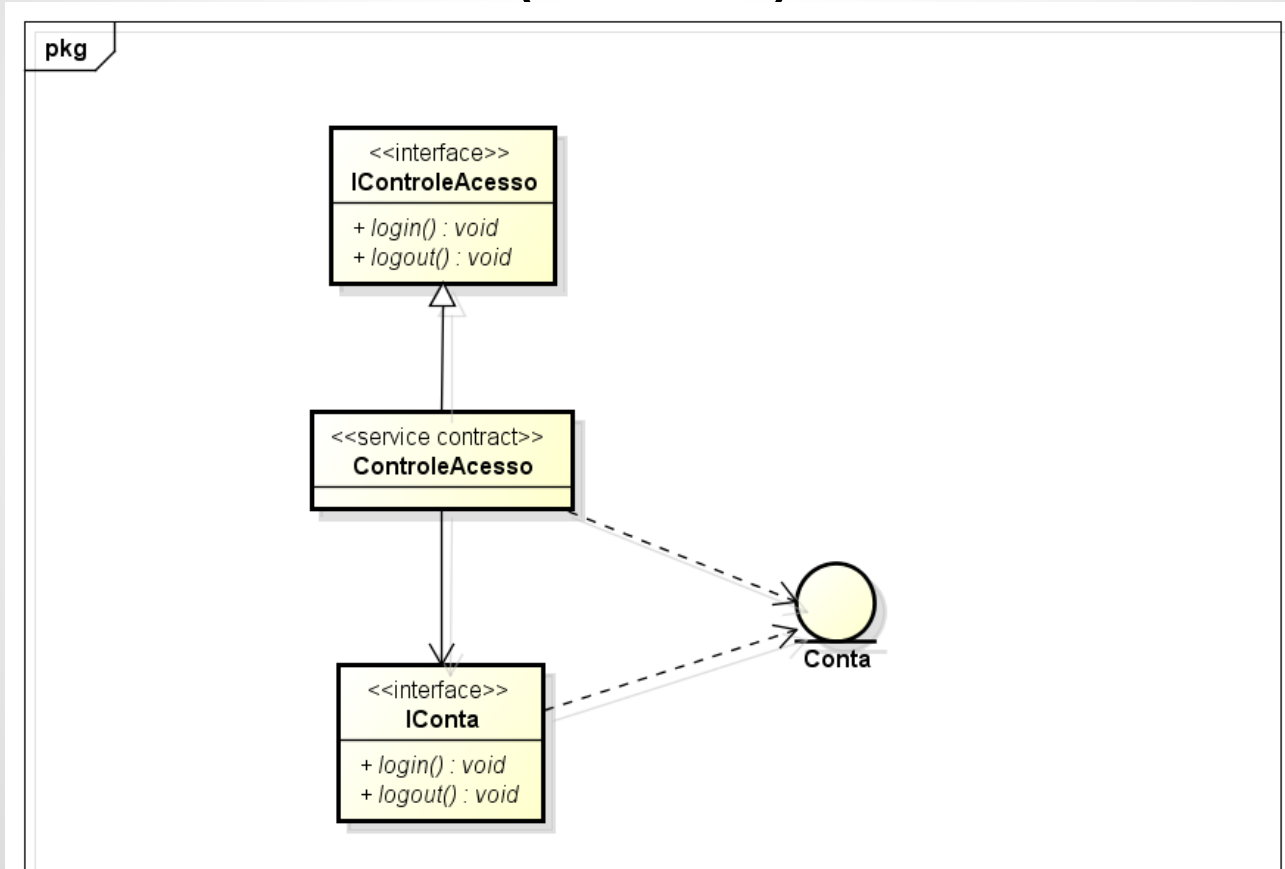 pkg
<<interface>>
IControleAcesso
+ login() : void
+ logout() : void
<<service contract>>
ControleAcesso
Conta
<<interface>>
IConta
+ login() : void
+ logout() : void